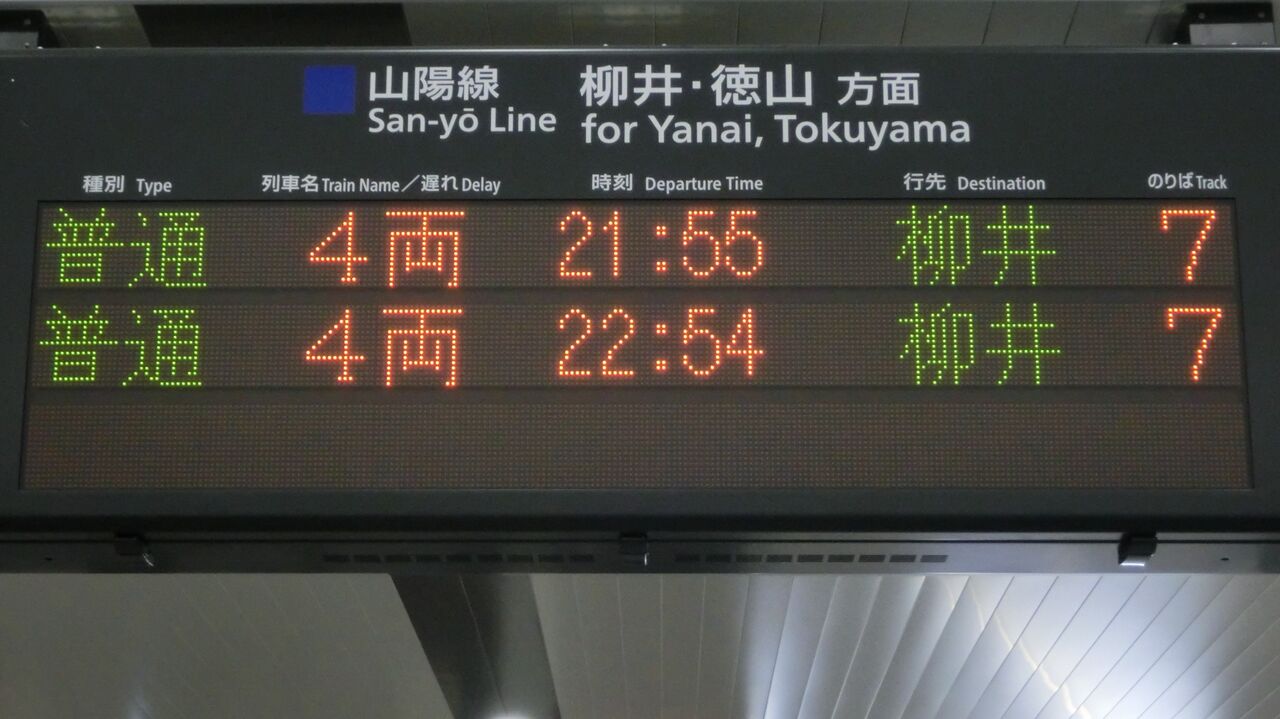 山陽線 柳井・徳山 方面
San-yō Line for Yanai, Tokuyama
種別 Type 列車名 Train Name／遅れ Delay 時刻 Departure Time 行先 Destination のりば Track
普通 4両 21:55 柳井 7
普通 4両 22:54 柳井 7